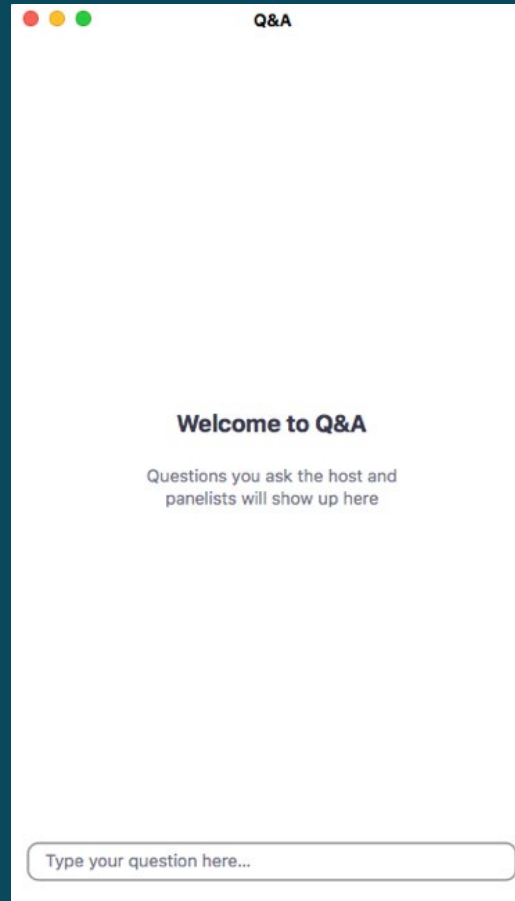 Q&A
Welcome to Q&A
Questions you ask the host and
panelists will show up here
Type your question here...